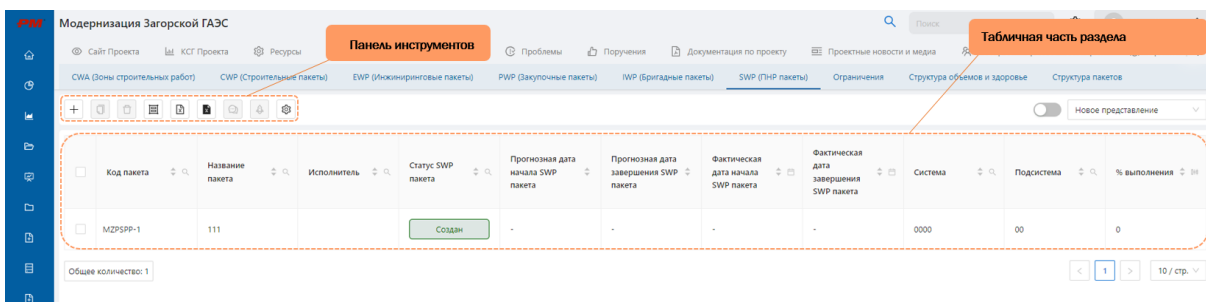 PM
Модернизация Загорской ГАЭС
Поиск
Панель инструментов
Табличная часть раздела
Сайт Проекта КСГ Проекта Ресурсы Проблемы Поручения Документация по проекту Проектные новости и медиа
CWA (Зоны строительных работ) CWP (Строительные пакеты) EWP (Инжиниринговые пакеты) PWP (Закупочные пакеты) IWP (Бригадные пакеты) SWP (ПНР пакеты) Ограничения Структура объемов и здоровье Структура пакетов
Новое представление
Код пакета
Название
пакета
Исполнитель
Статус SWP
пакета
Прогнозная дата
начала SWP
пакета
Прогнозная дата
завершения SWP
пакета
Фактическая
дата начала
SWP пакета
Фактическая
дата
завершения
SWP пакета
Система
Подсистема
% выполнения
MZPSPP-1 111 Создан - - - - 0000 00 0
Общее количество: 1
< 1 > 10 / стр.